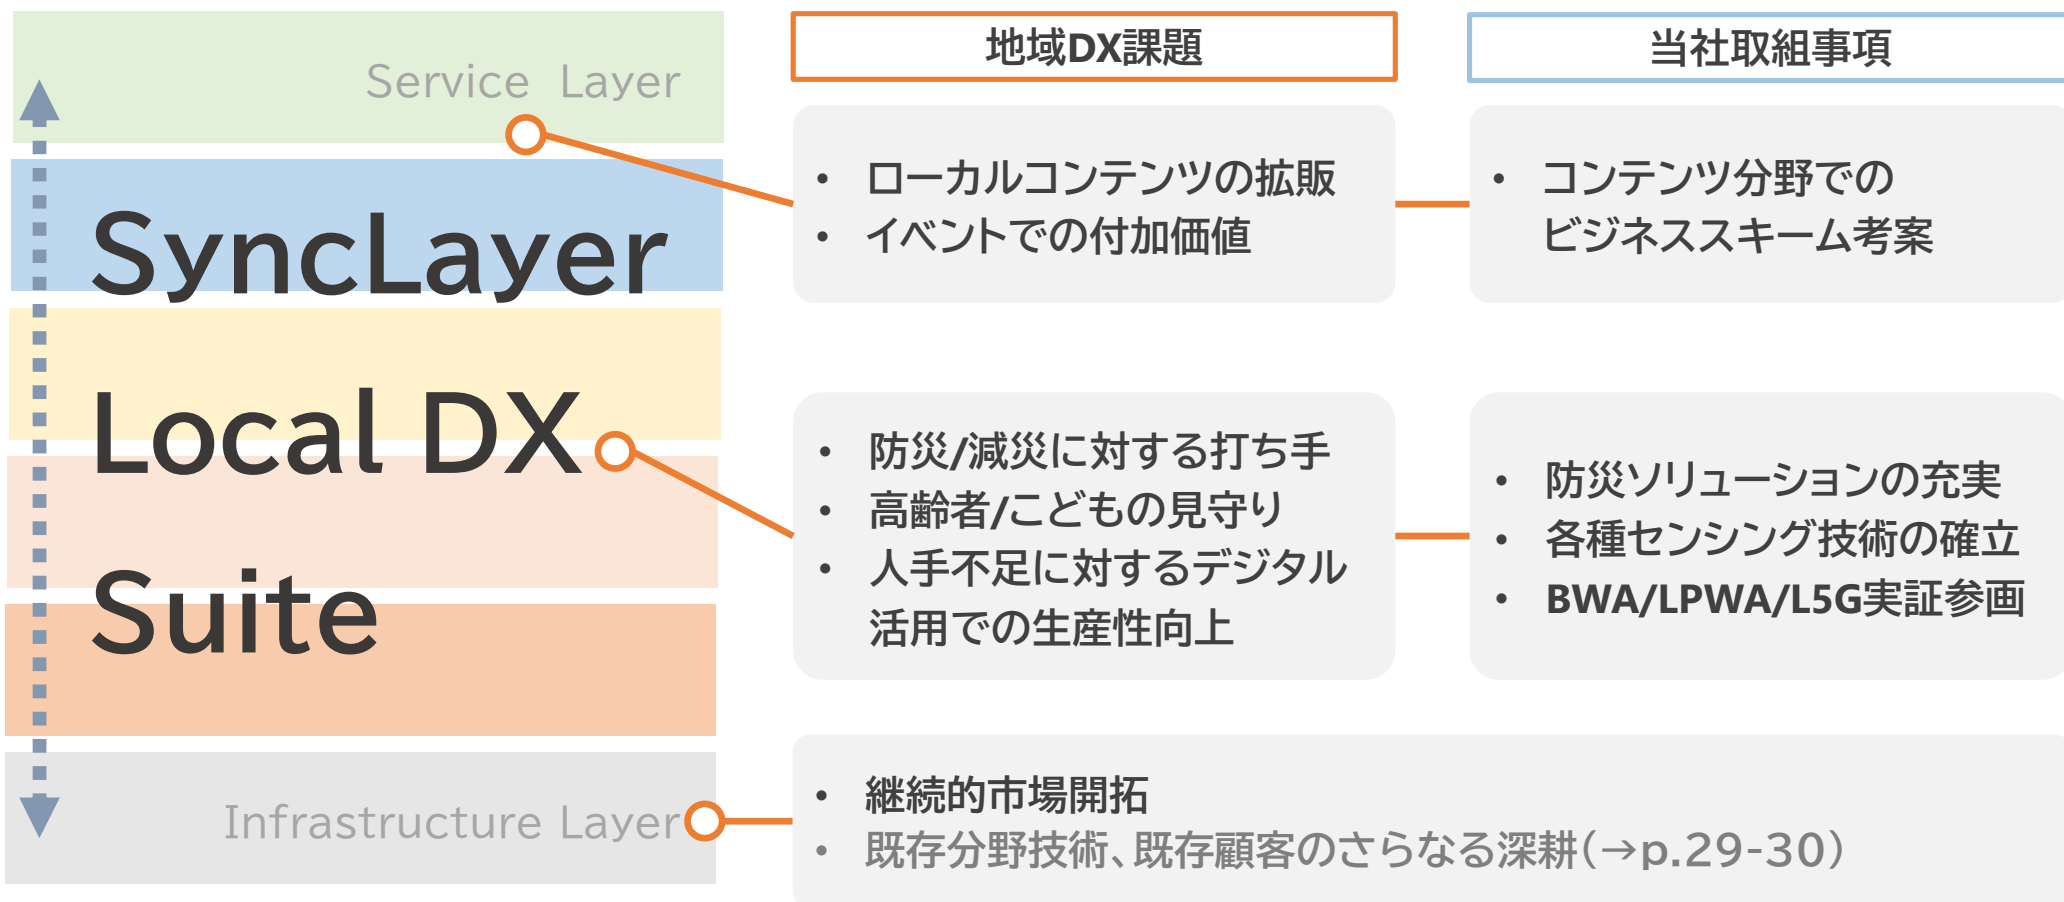 Service Layer
SyncLayer
Local DX
Suite
Infrastructure Layer
地域DX課題
当社取組事項
• ローカルコンテンツの拡販
• イベントでの付加価値
• コンテンツ分野での
ビジネススキーム考案
• 防災/減災に対する打ち手
• 高齢者/こどもの見守り
• 人手不足に対するデジタル
活用での生産性向上
• 防災ソリューションの充実
• 各種センシング技術の確立
• BWA/LPWA/L5G実証参画
• 継続的市場開拓
• 既存分野技術、既存顧客のさらなる深耕(→p.29-30)